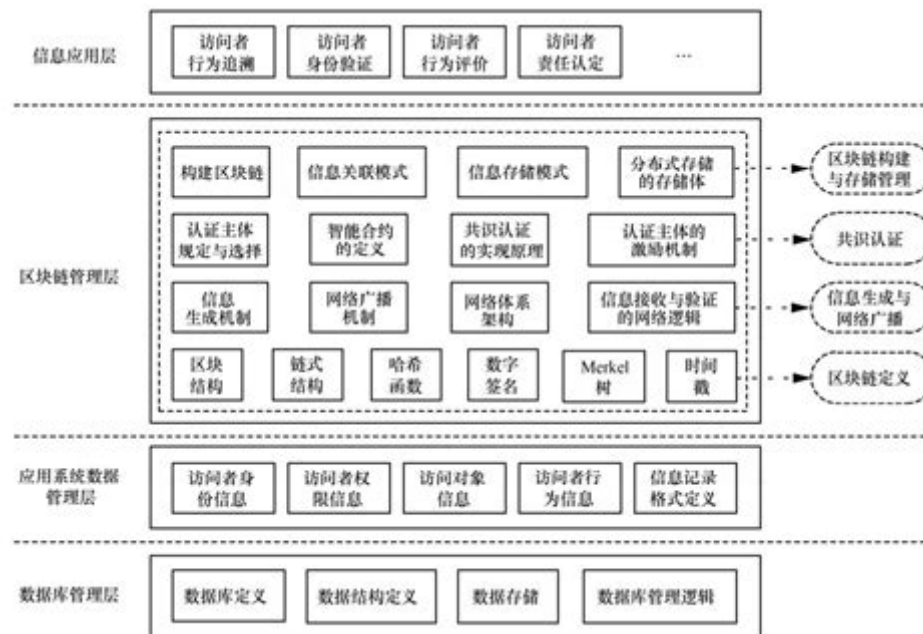 信息应用层
访问者
行为追溯
访问者
身份验证
访问者
行为评价
访问者
责任认定
…
区块链管理层
构建区块链
信息关联模式
信息存储模式
分布式存储
的存储体
区块链构建
与存储管理
认证主体
规定与选择
智能合约
的定义
共识认证
的实现原理
认证主体的
激励机制
共识认证
信息
生成机制
网络广播
机制
网络体系
架构
信息接收与验证
的网络逻辑
信息生成与
网络广播
区块
结构
链式
结构
哈希
函数
数字
签名
Merkel
树
时间
戳
区块链定义
应用系统数据
管理层
访问者身
份信息
访问者权
限信息
访问对象
信息
访问者行
为信息
信息记录
格式定义
数据库管理层
数据库定义
数据结构定义
数据存储
数据库管理逻辑